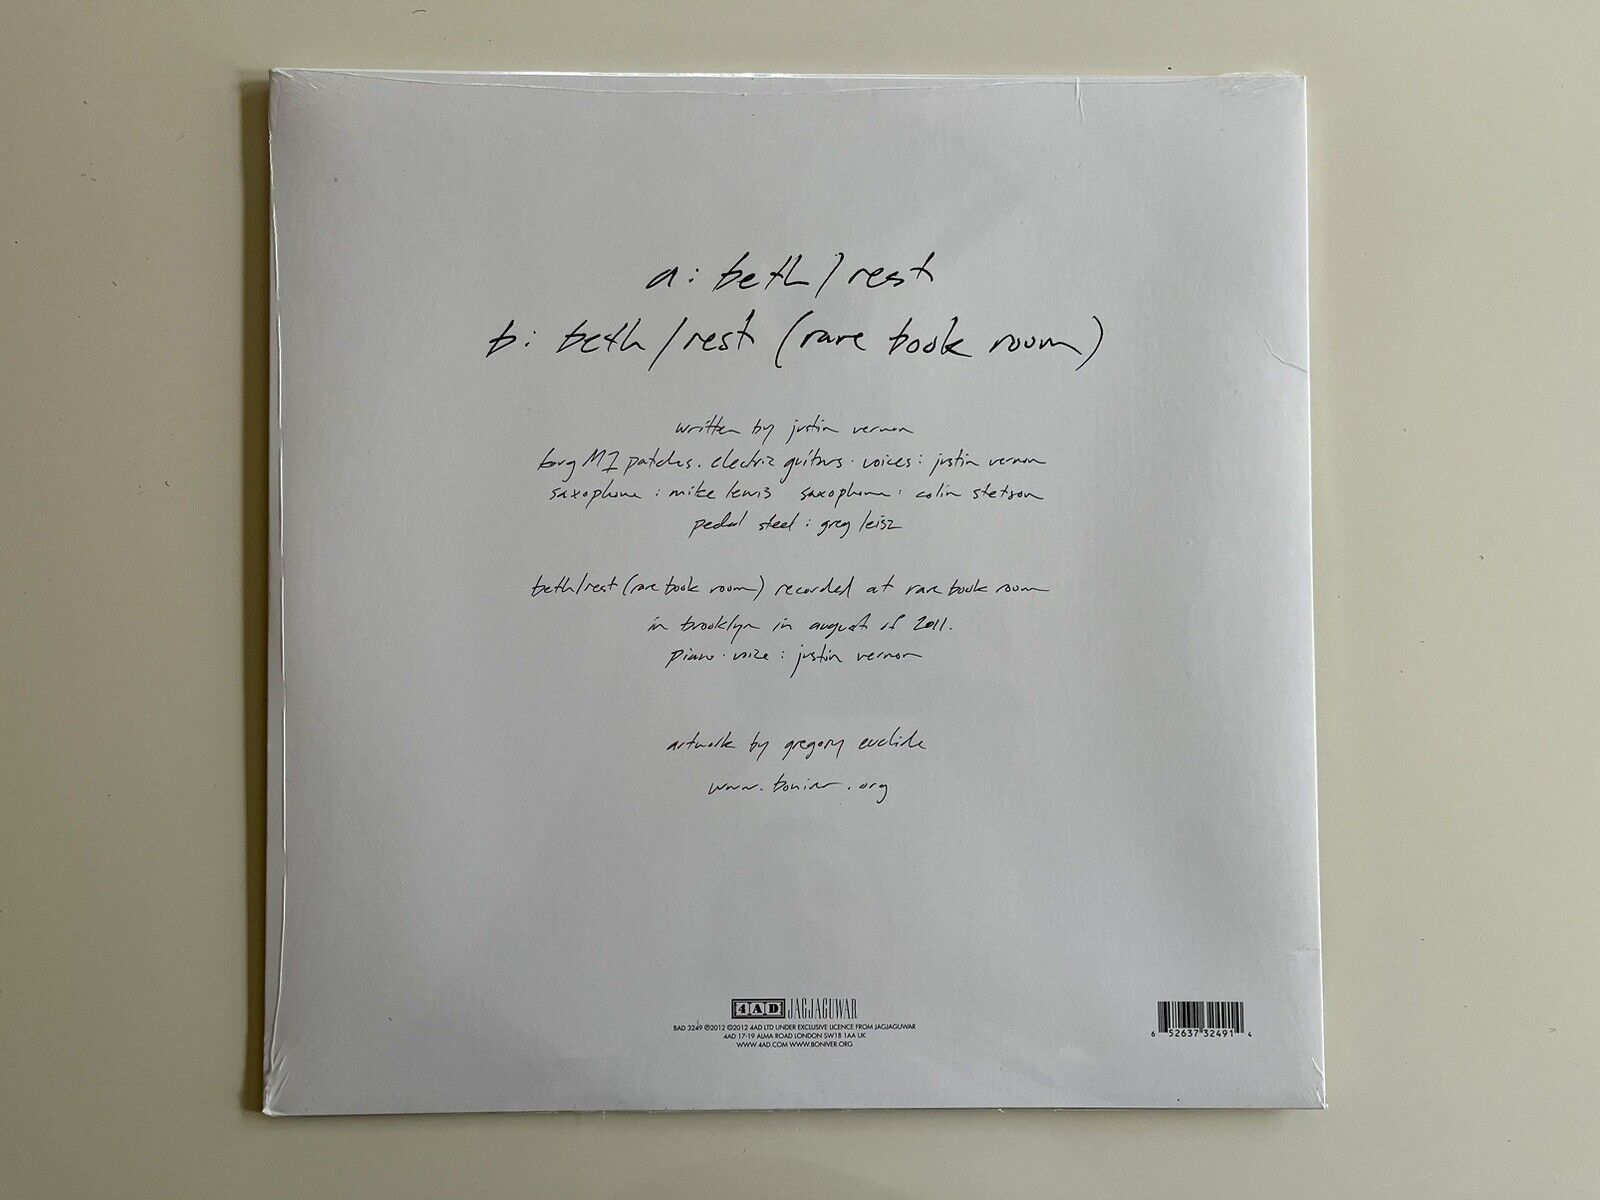 a: beth/rest
b: beth/rest (rare book room)
written by justin vernon
korg M1 patches. electric guitars. voices: justin vernon
saxophone: mike lewis saxophone: colin stetson
pedal steel: greg leisz
beth/rest (rare book room) recorded at rare book room
in brooklyn in august of 2011.
piano. voice: justin vernon
artwork by gregory euclide
www.boniver.org
4AD JAGJAGUWAR
BAD 3249 ℗2012 ©2012 4AD LTD UNDER EXCLUSIVE LICENCE FROM JAGJAGUWAR
4AD 17-19 ALMA ROAD LONDON SW18 1AA UK
WWW.4AD.COM WWW.BONIVER.ORG
6 52637 32491 4